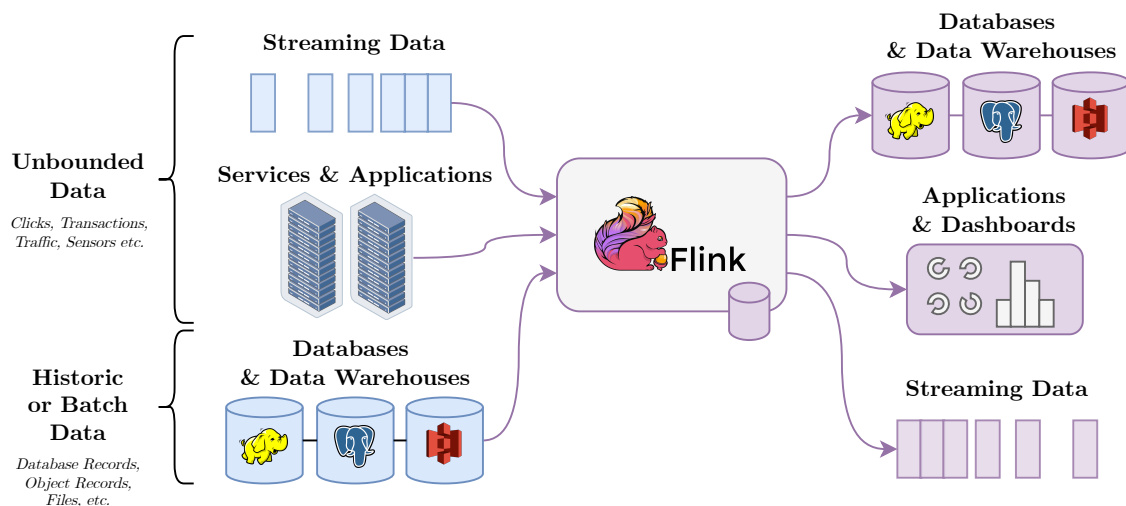 Unbounded
Data
Clicks, Transactions,
Traffic, Sensors etc.
Historic
or Batch
Data
Database Records,
Object Records,
Files, etc.
Streaming Data
Services & Applications
Databases
& Data Warehouses
Flink
Databases
& Data Warehouses
Applications
& Dashboards
Streaming Data